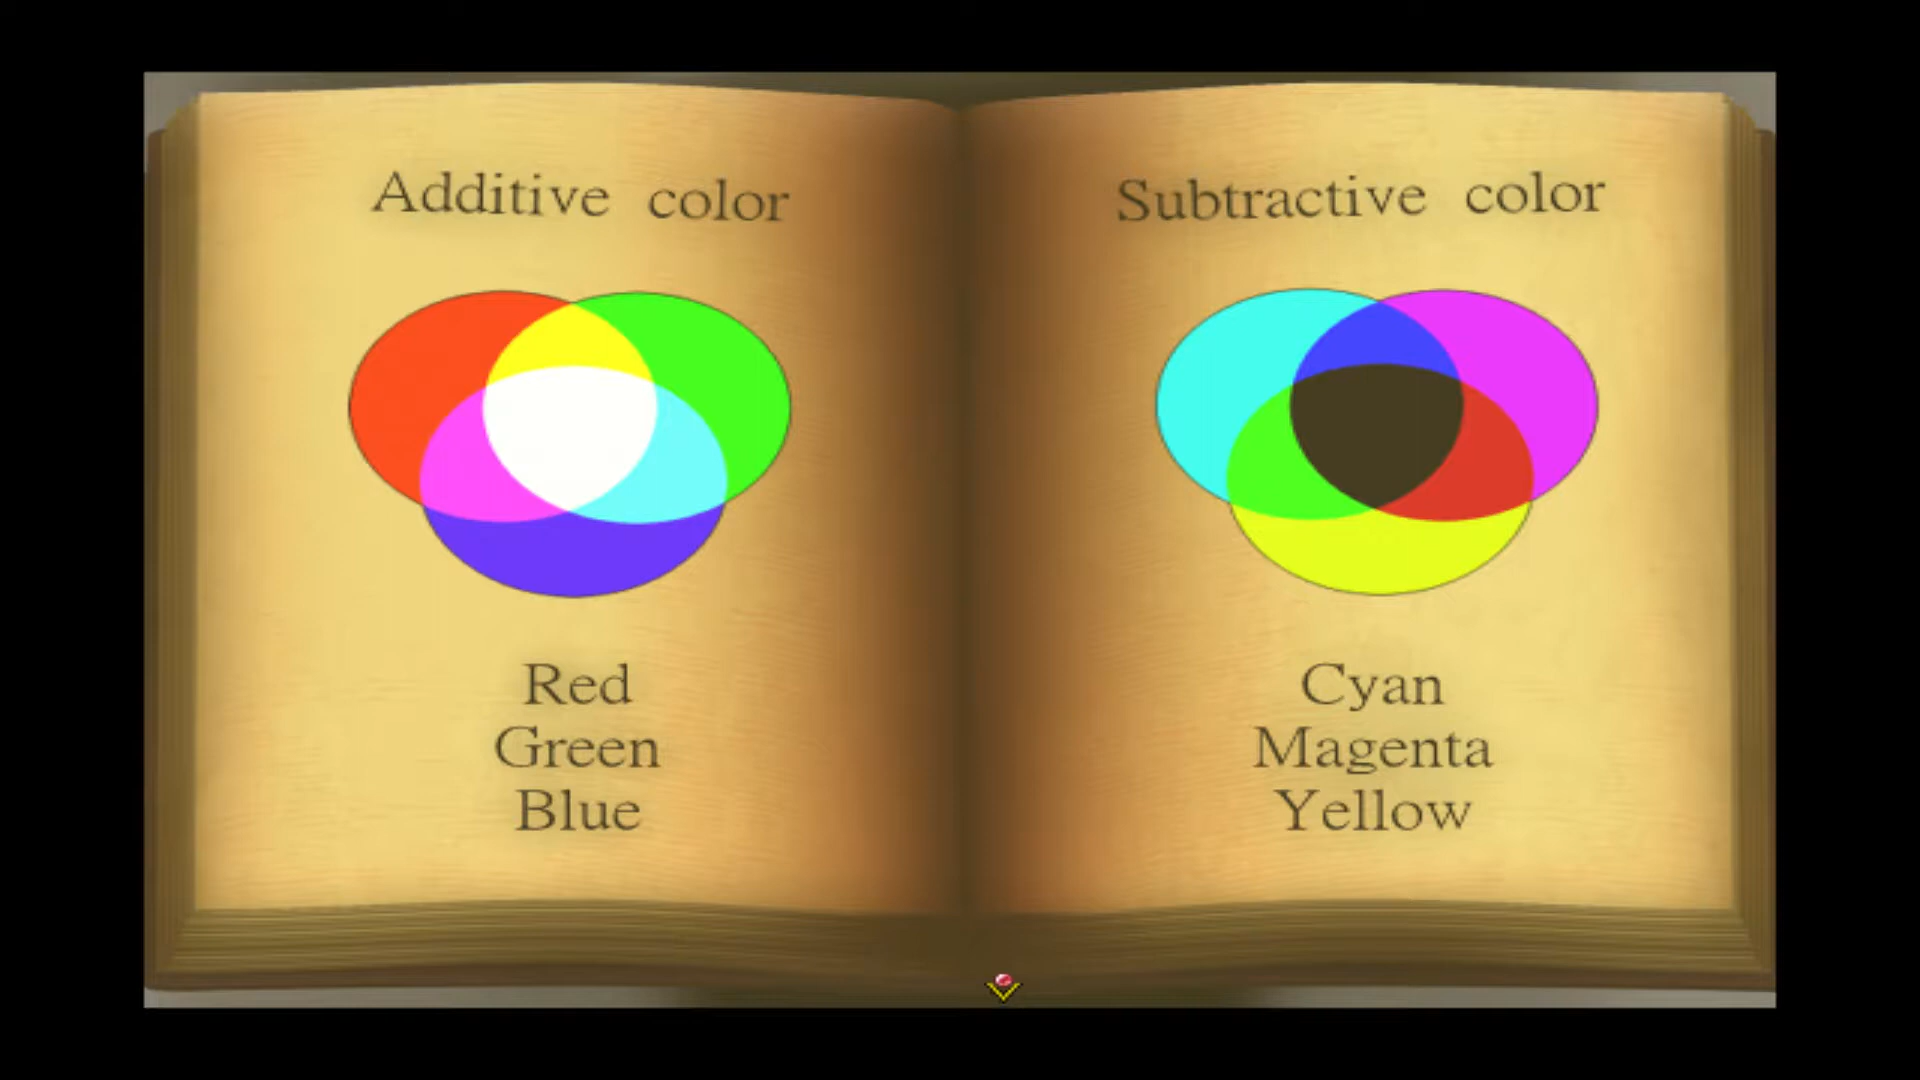 Additive color
Red
Green
Blue
Subtractive color
Cyan
Magenta
Yellow